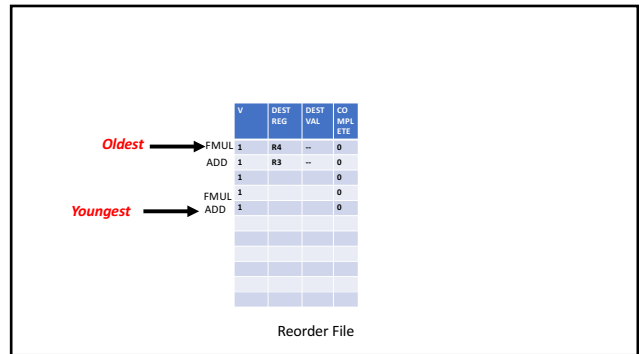 V DEST REG DEST VAL CO MPL ETE
Oldest FMUL 1 R4 -- 0
ADD 1 R3 -- 0
1 0
FMUL 1 0
Youngest ADD 1 0
Reorder File